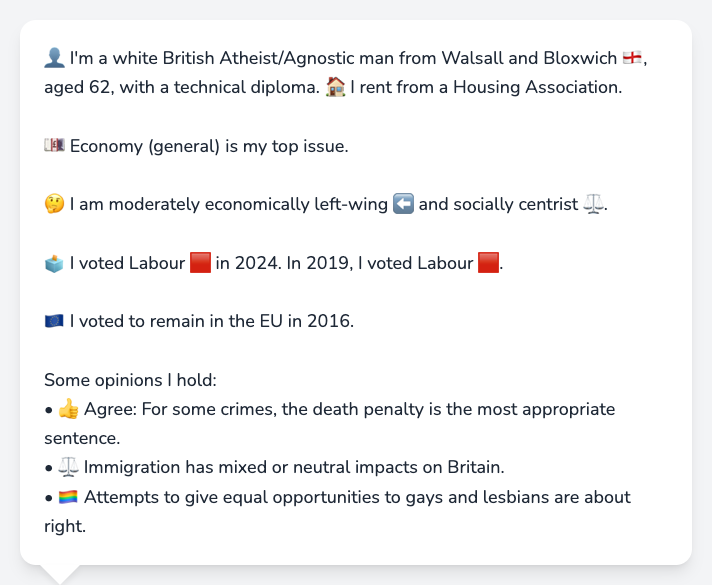 👤 I'm a white British Atheist/Agnostic man from Walsall and Bloxwich 🏴󠁧󠁢󠁥󠁮󠁧󠁿,
aged 62, with a technical diploma. 🏠 I rent from a Housing Association.
💷 Economy (general) is my top issue.
🤔 I am moderately economically left-wing ⬅️ and socially centrist ⚖️.
🗳️ I voted Labour 🟥 in 2024. In 2019, I voted Labour 🟥.
🇪🇺 I voted to remain in the EU in 2016.
Some opinions I hold:
• 👍 Agree: For some crimes, the death penalty is the most appropriate
sentence.
• ⚖️ Immigration has mixed or neutral impacts on Britain.
• 🏳️‍🌈 Attempts to give equal opportunities to gays and lesbians are about
right.